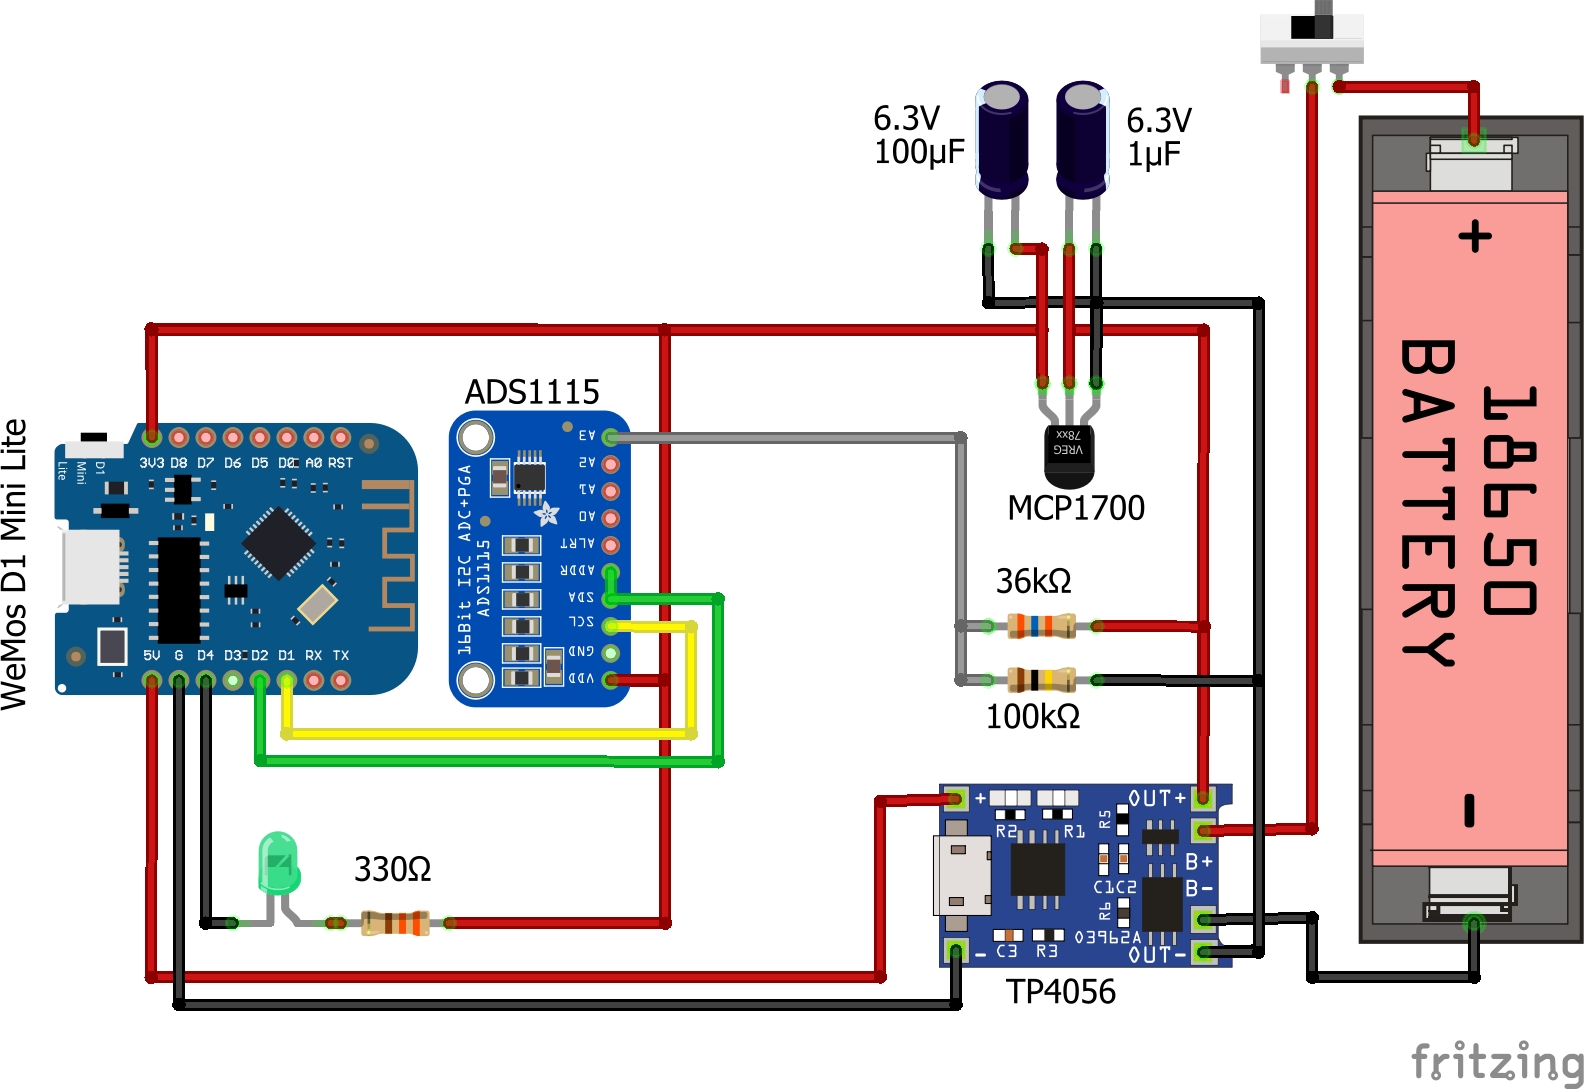 6.3V
100µF
6.3V
1µF
+
18650
BATTERY
-
WeMos D1 Mini Lite
D1
Mini
Lite
3V3 D8 D7 D6 D5 D0 A0 RST
5V G D4 D3 D2 D1 RX TX
ADS1115
16Bit I2C ADC+PGA
ADS1115
A3
A2
A1
A0
ALRT
ADDR
SDA
SCL
GND
VDD
VREG
78xx
MCP1700
36kΩ
100kΩ
330Ω
+
R2
R1
R5
OUT+
B+
B-
C1
C2
R6
03962A
OUT-
-
C3
R3
TP4056
fritzing